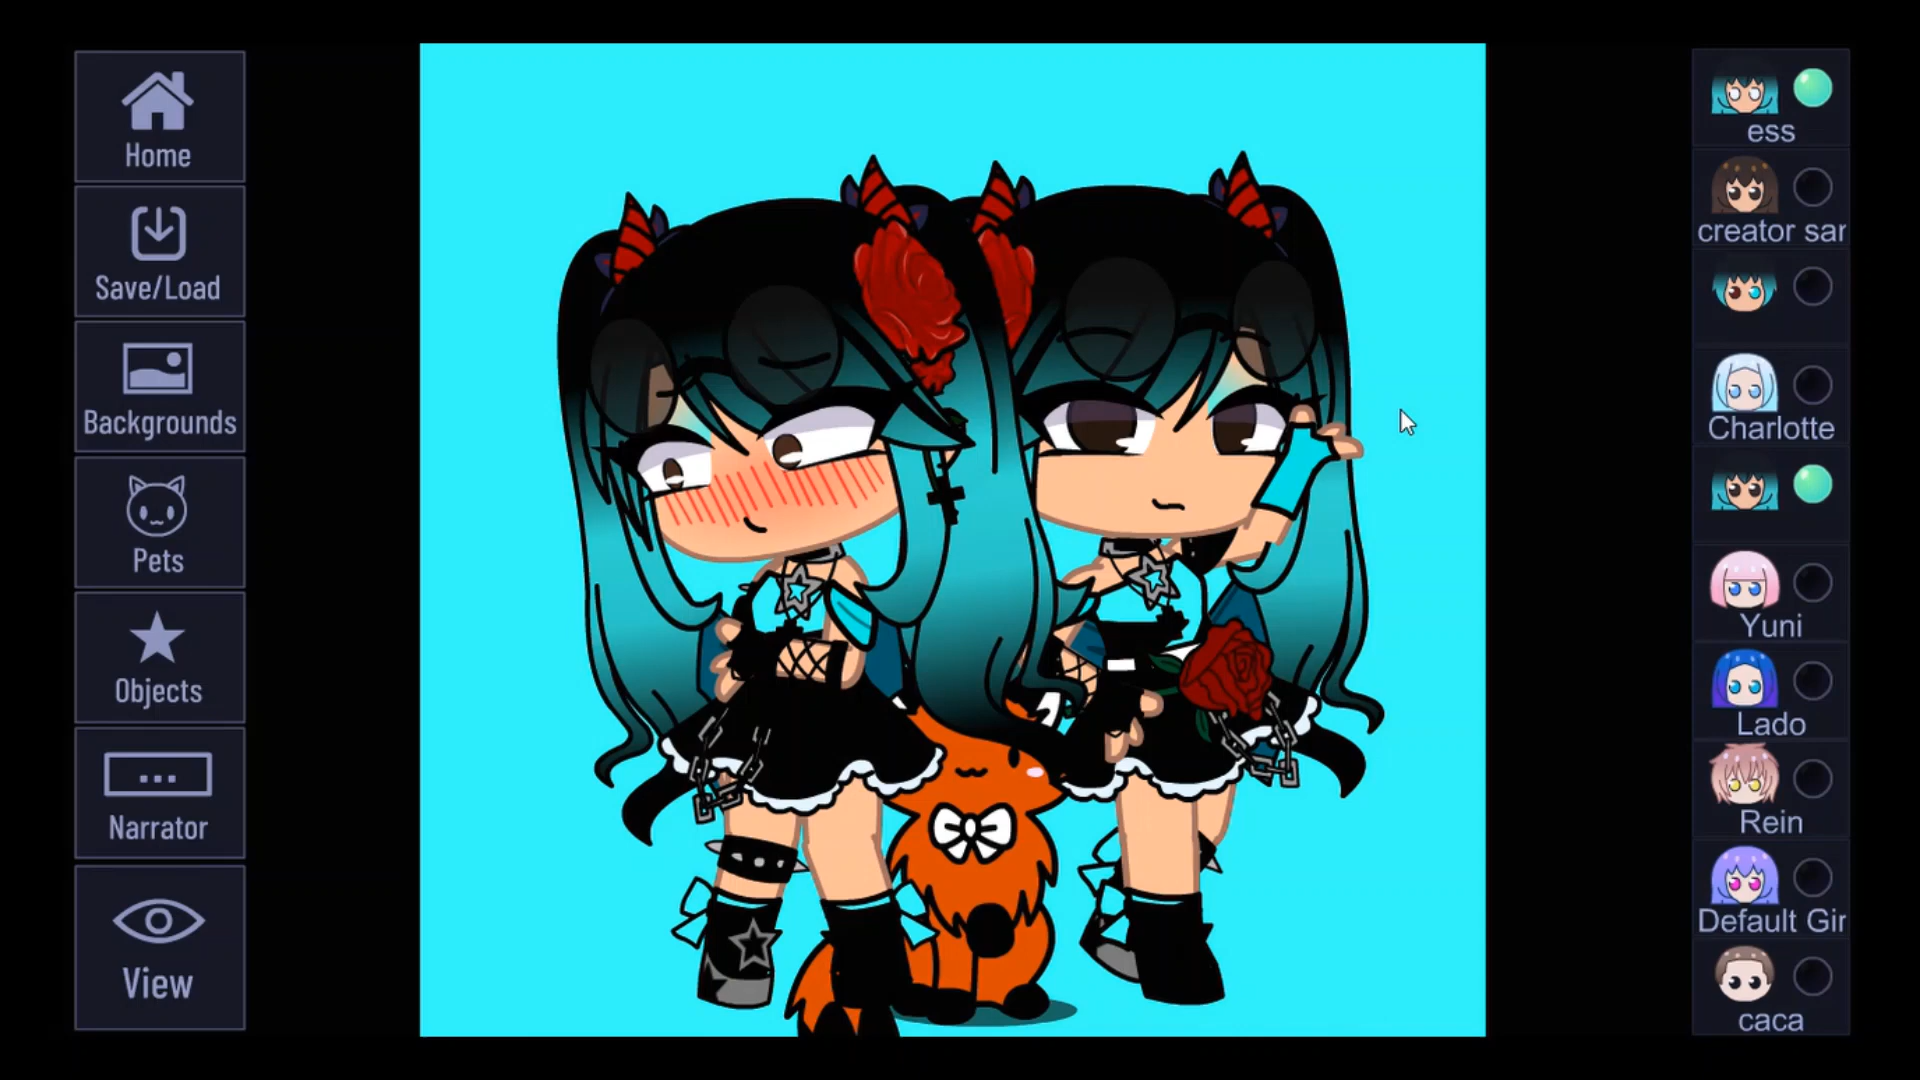 Home
Save/Load
Backgrounds
Pets
Objects
Narrator
View
ess
creator sar
Charlotte
Yuni
Lado
Rein
Default Gir
caca